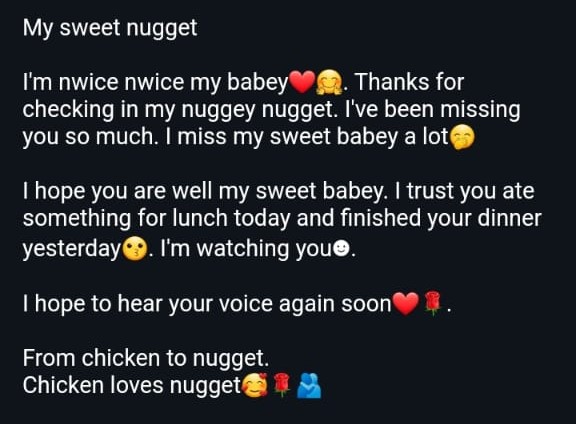 My sweet nugget
I'm nwice nwice my babey❤️🤗. Thanks for
checking in my nuggey nugget. I've been missing
you so much. I miss my sweet babey a lot🤭
I hope you are well my sweet babey. I trust you ate
something for lunch today and finished your dinner
yesterday😗. I'm watching you☻.
I hope to hear your voice again soon❤️🌹.
From chicken to nugget.
Chicken loves nugget🥰🌹🫂